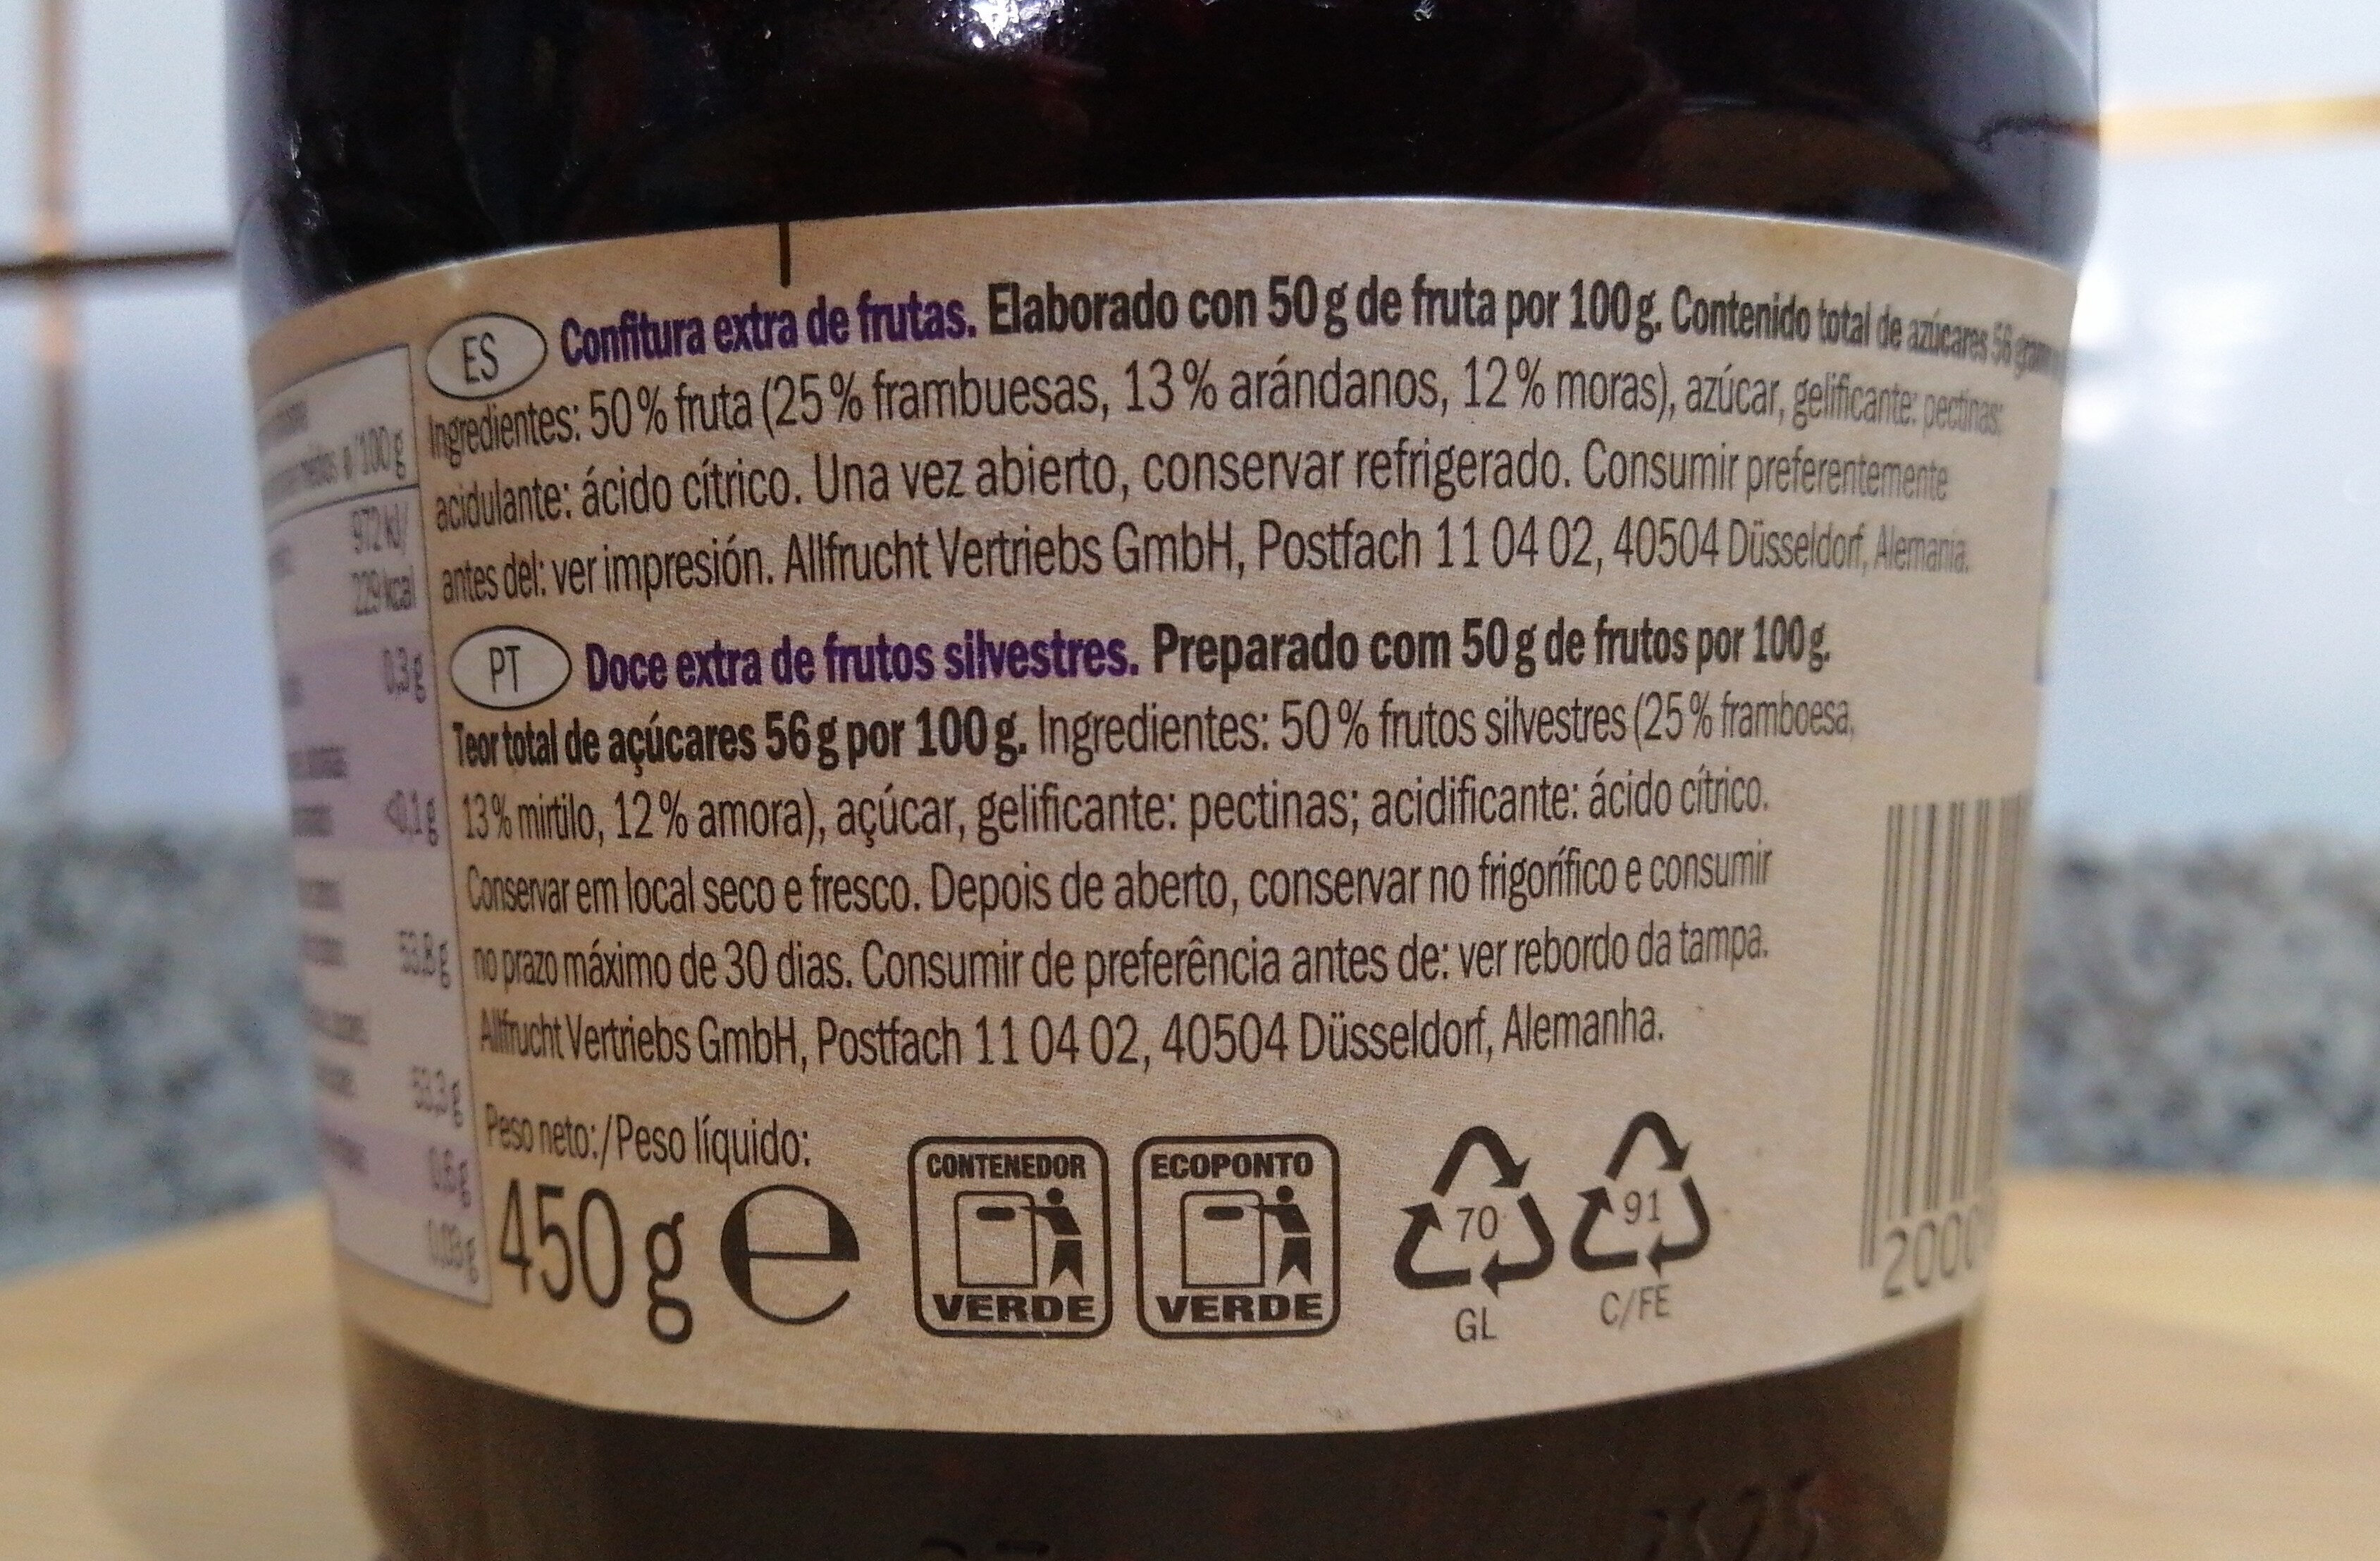 ES Confitura extra de frutas. Elaborado con 50 g de fruta por 100 g. Contenido total de azúcares 56
Ingredientes: 50 % fruta (25 % frambuesas, 13 % arándanos, 12 % moras), azúcar, gelificante: pectinas;
acidulante: ácido cítrico. Una vez abierto, conservar refrigerado. Consumir preferentemente
antes del: ver impresión. Allfrucht Vertriebs GmbH, Postfach 11 04 02, 40504 Düsseldorf, Alemania.
PT Doce extra de frutos silvestres. Preparado com 50 g de frutos por 100 g.
Teor total de açúcares 56 g por 100 g. Ingredientes: 50 % frutos silvestres (25 % framboesa,
13 % mirtilo, 12 % amora), açúcar, gelificante: pectinas; acidificante: ácido cítrico.
Conservar em local seco e fresco. Depois de aberto, conservar no frigorífico e consumir
no prazo máximo de 30 dias. Consumir de preferência antes de: ver rebordo da tampa.
Allfrucht Vertriebs GmbH, Postfach 11 04 02, 40504 Düsseldorf, Alemanha.
Peso neto:/Peso líquido:
450 g e
CONTENEDOR
VERDE
ECOPONTO
VERDE
70
GL
91
C/FE
2000
/100 g
972 kJ/
229 kcal
0,3 g
<0,1 g
53,8 g
53,3 g
0,6 g
0,03 g